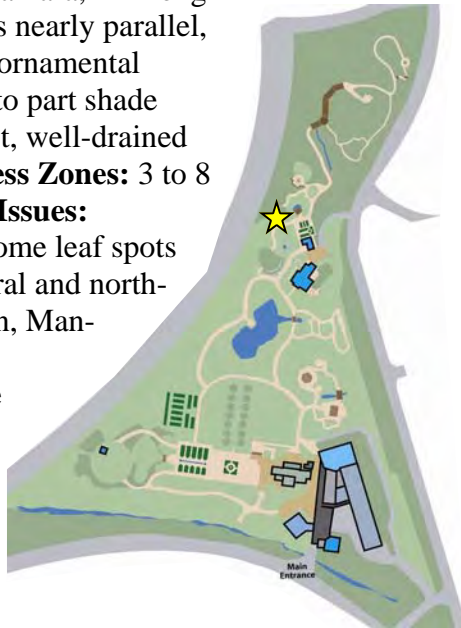 s nearly parallel,
ornamental
to part shade
t, well-drained
ess Zones: 3 to 8
Issues:
ome leaf spots
ral and north-
n, Man-
e
Main
Entrance